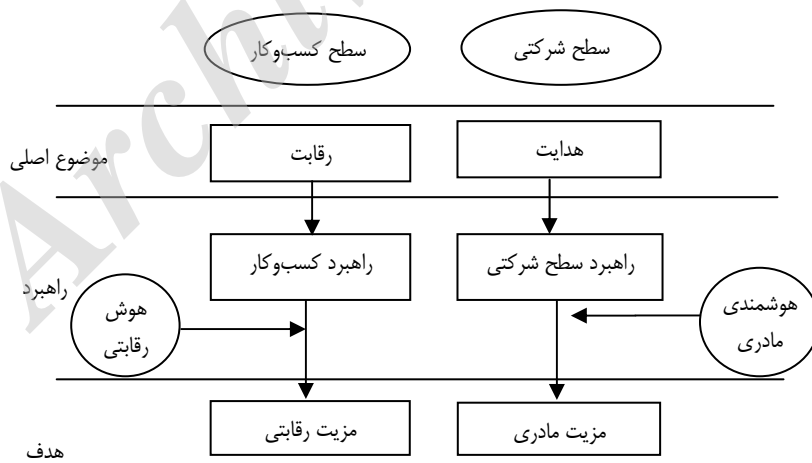 سطح شرکتی
سطح کسب‌وکار
موضوع اصلی
هدایت
رقابت
راهبرد سطح شرکتی
راهبرد کسب‌وکار
راهبرد
هوشمندی
مادری
هوش
رقابتی
مزیت مادری
مزیت رقابتی
هدف